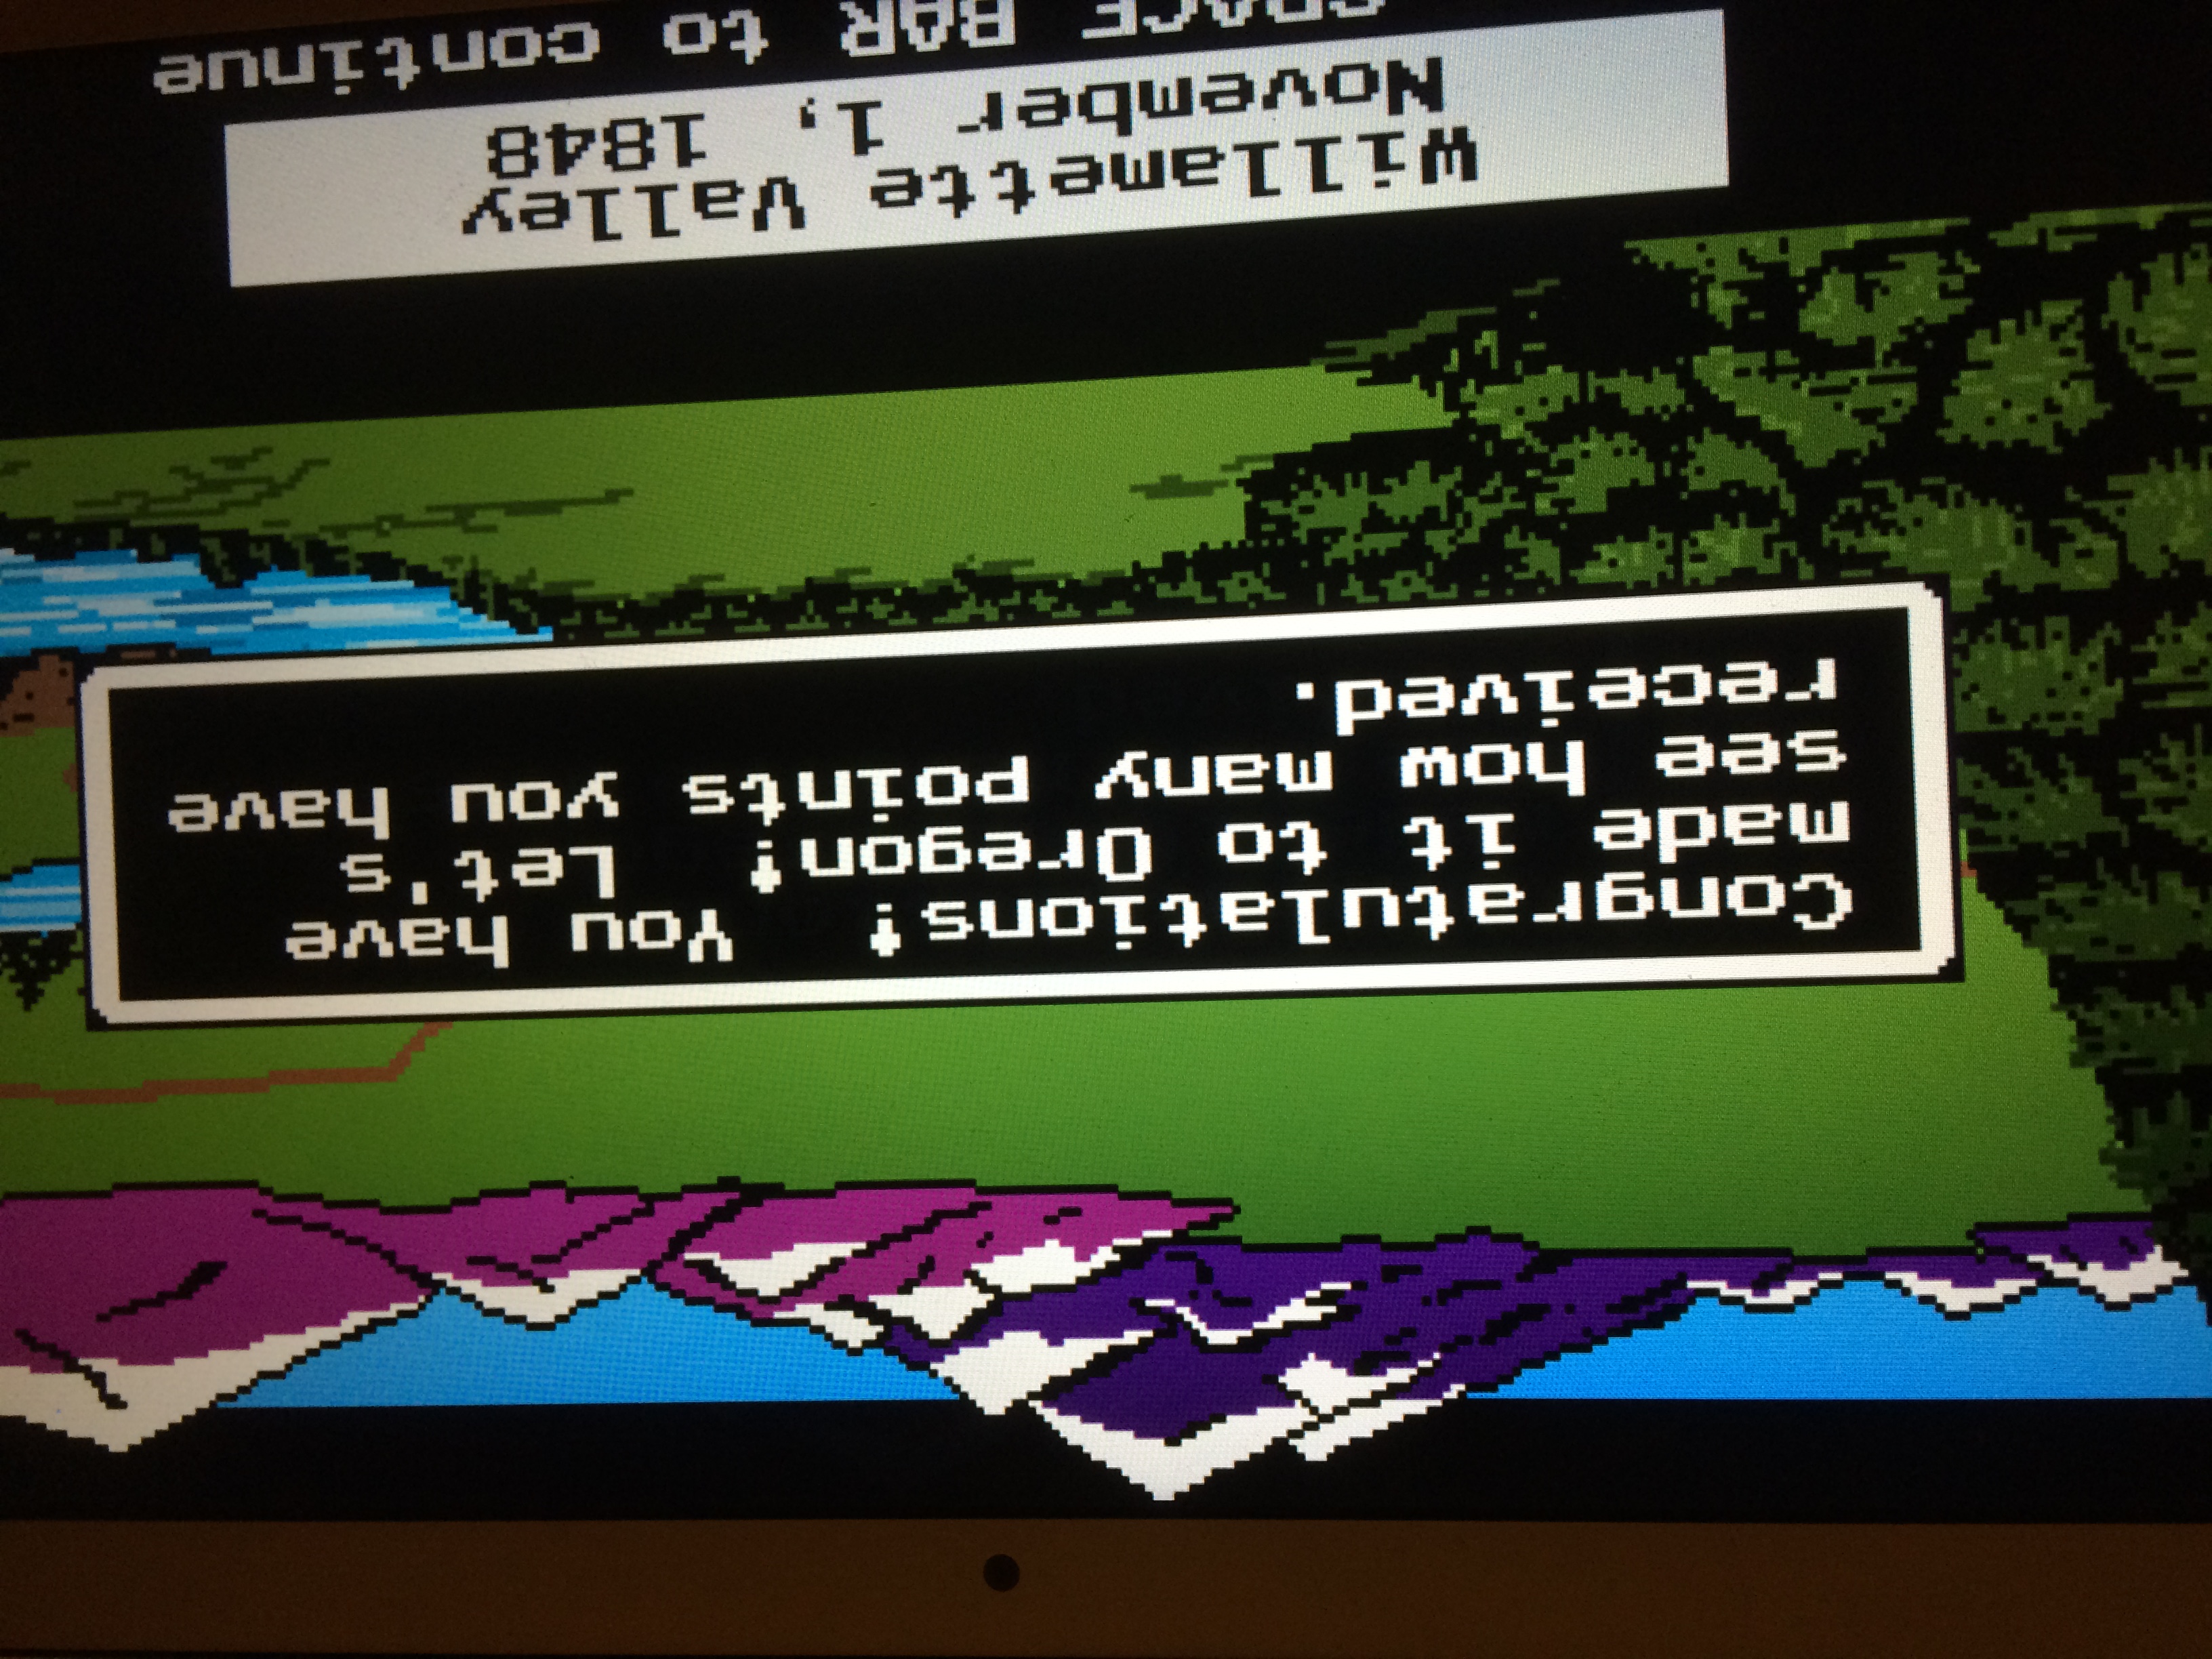 Congratulations! You have
made it to Oregon! Let's
see how many points you have
received.
Willamette Valley
November 1, 1848
SPACE BAR to continue